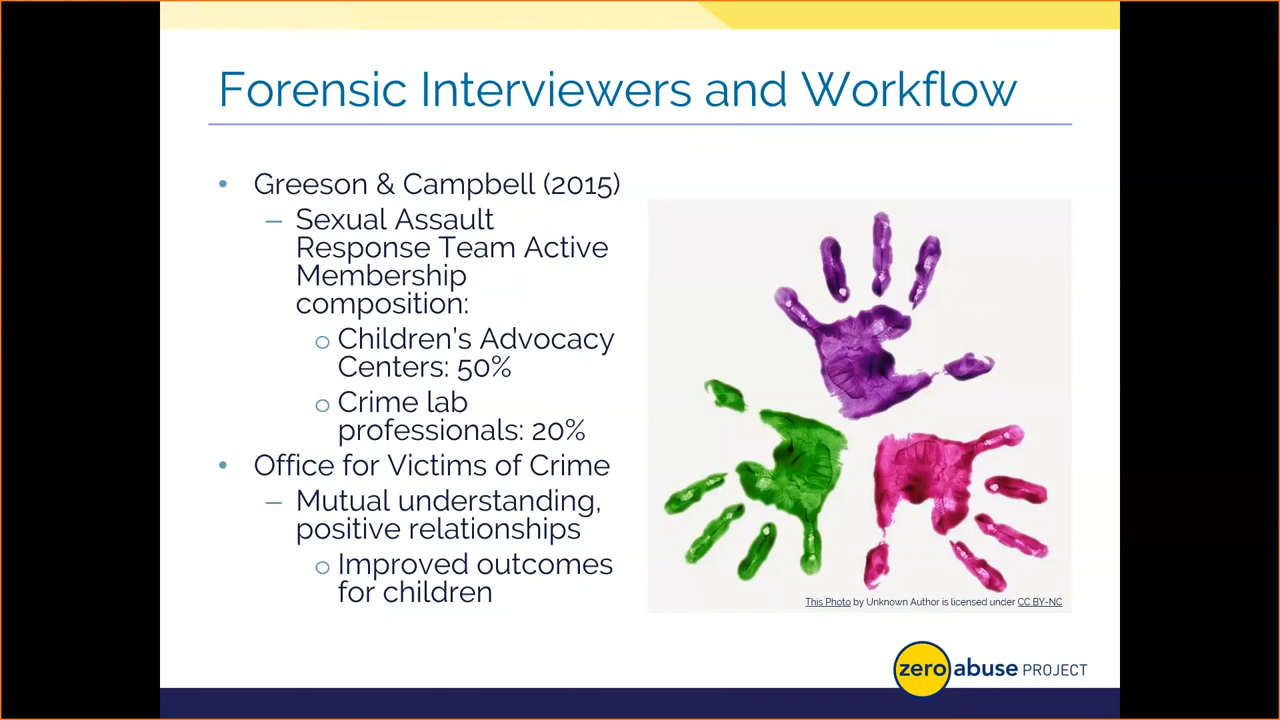 Forensic Interviewers and Workflow
• Greeson & Campbell (2015)
– Sexual Assault
Response Team Active
Membership
composition:
o Children's Advocacy
Centers: 50%
o Crime lab
professionals: 20%
• Office for Victims of Crime
– Mutual understanding,
positive relationships
o Improved outcomes
for children
This Photo by Unknown Author is licensed under CC BY-NC
zero abuse PROJECT